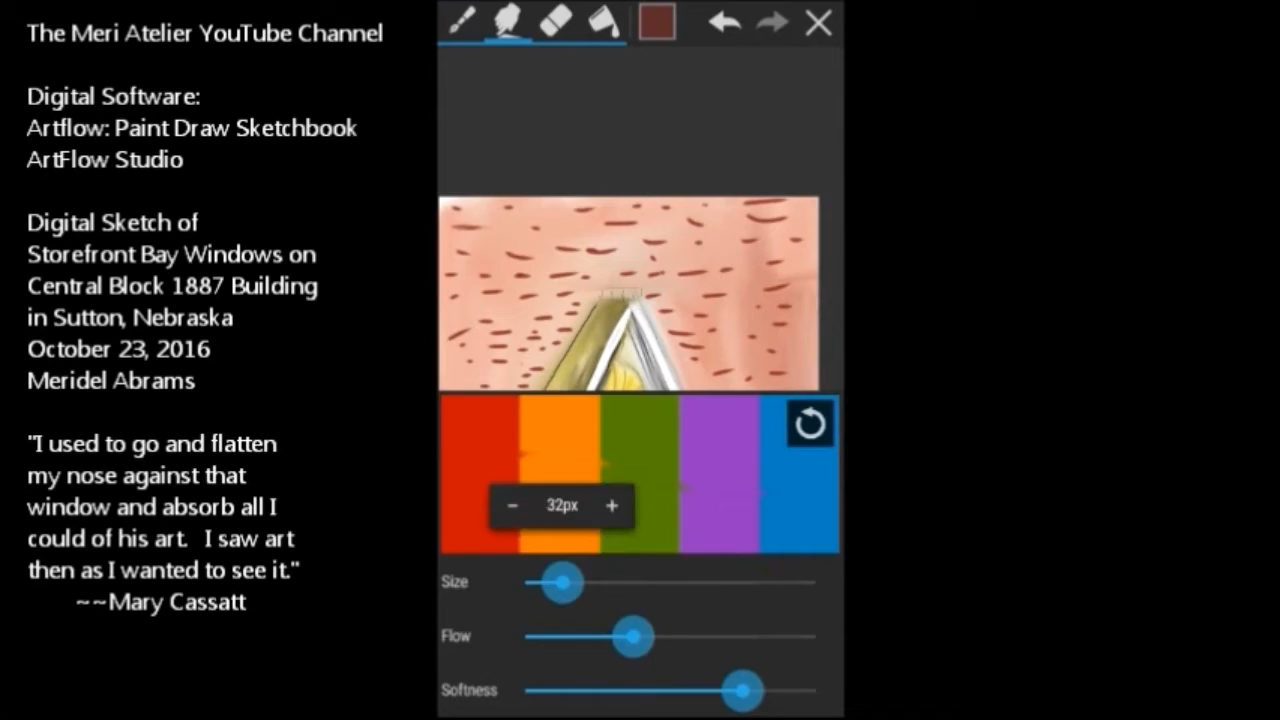 The Meri Atelier YouTube Channel
Digital Software:
Artflow: Paint Draw Sketchbook
ArtFlow Studio
Digital Sketch of
Storefront Bay Windows on
Central Block 1887 Building
in Sutton, Nebraska
October 23, 2016
Meridel Abrams
"I used to go and flatten
my nose against that
window and absorb all I
could of his art. I saw art
then as I wanted to see it."
~~Mary Cassatt
− 32px +
Size
Flow
Softness